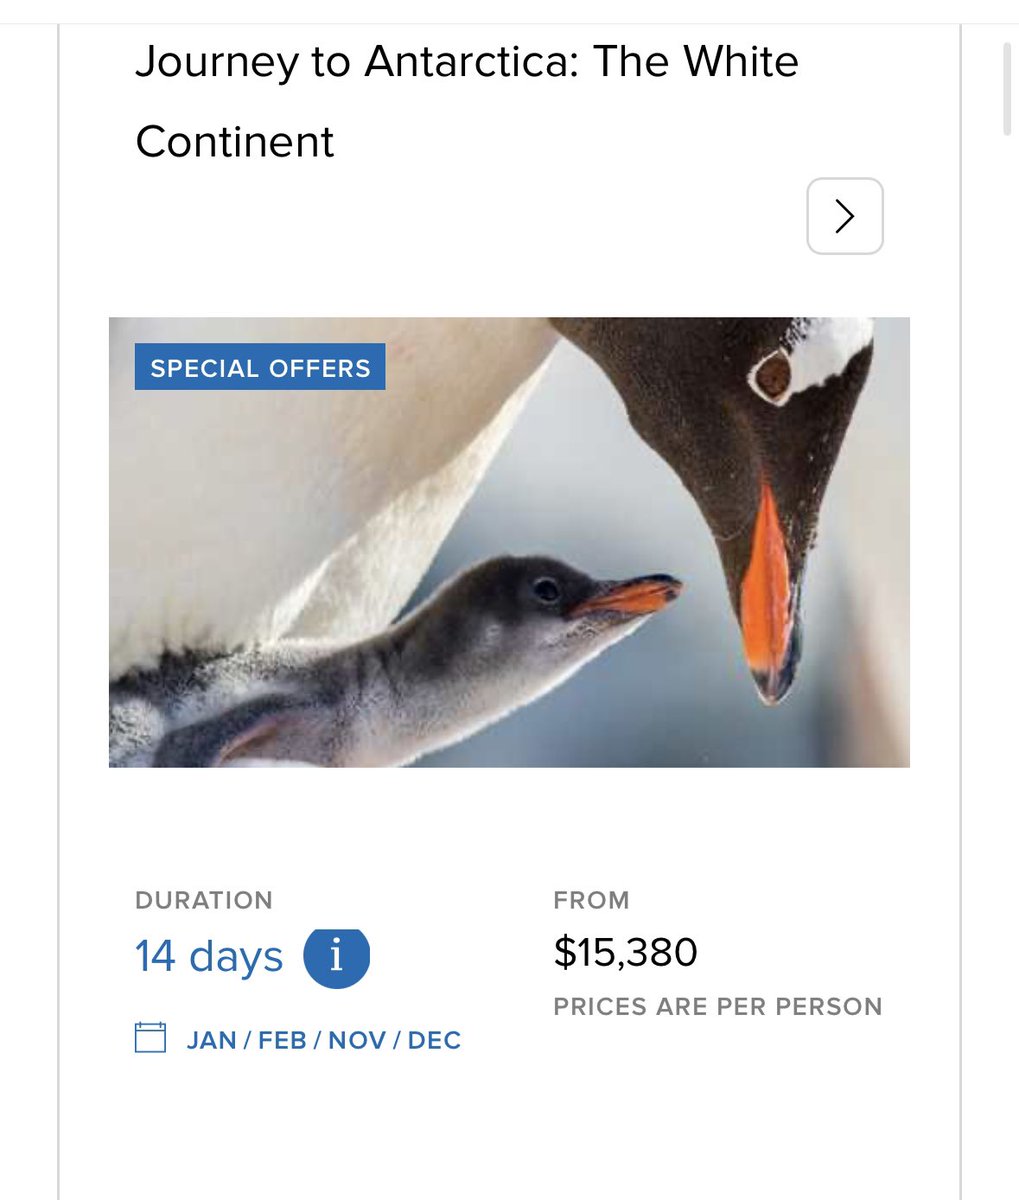 Journey to Antarctica: The White
Continent
SPECIAL OFFERS
DURATION
14 days i
JAN / FEB / NOV / DEC
FROM
$15,380
PRICES ARE PER PERSON